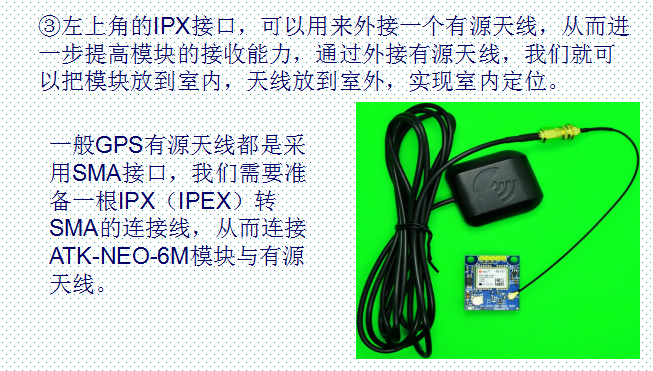 ③左上角的IPX接口，可以用来外接一个有源天线，从而进
一步提高模块的接收能力，通过外接有源天线，我们就可
以把模块放到室内，天线放到室外，实现室内定位。
一般GPS有源天线都是采
用SMA接口，我们需要准
备一根IPX（IPEX）转
SMA的连接线，从而连接
ATK-NEO-6M模块与有源
天线。